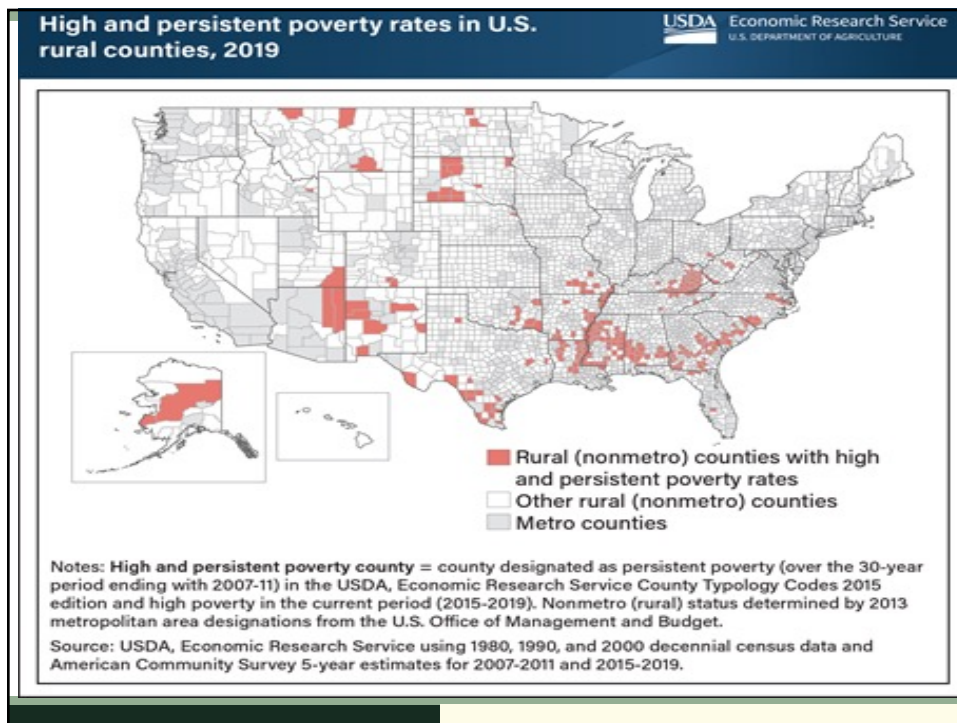 High and persistent poverty rates in U.S.
rural counties, 2019
USDA Economic Research Service
U.S. DEPARTMENT OF AGRICULTURE
Rural (nonmetro) counties with high
and persistent poverty rates
Other rural (nonmetro) counties
Metro counties
Notes: High and persistent poverty county = county designated as persistent poverty (over the 30-year
period ending with 2007-11) in the USDA, Economic Research Service County Typology Codes 2015
edition and high poverty in the current period (2015-2019). Nonmetro (rural) status determined by 2013
metropolitan area designations from the U.S. Office of Management and Budget.
Source: USDA, Economic Research Service using 1980, 1990, and 2000 decennial census data and
American Community Survey 5-year estimates for 2007-2011 and 2015-2019.